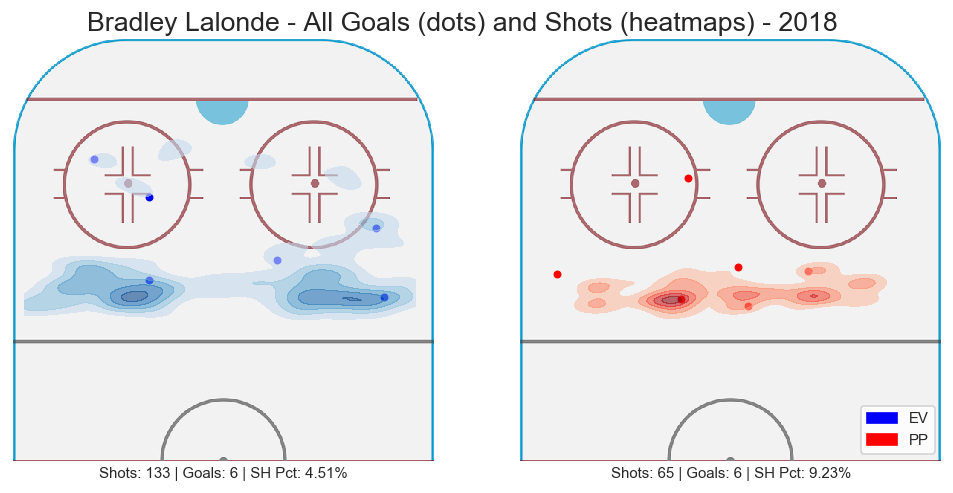 Bradley Lalonde - All Goals (dots) and Shots (heatmaps) - 2018
EV
PP
Shots: 133 | Goals: 6 | SH Pct: 4.51%
Shots: 65 | Goals: 6 | SH Pct: 9.23%